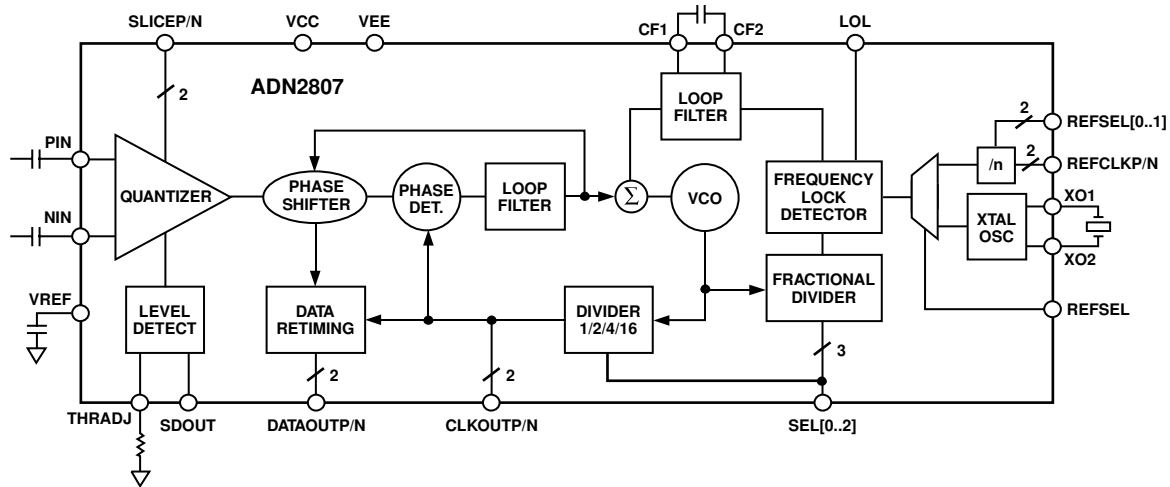 SLICEP/N
VCC
VEE
CF1
CF2
LOL
ADN2807
2
LOOP
FILTER
2
REFSEL[0..1]
PIN
/n
2
REFCLKP/N
QUANTIZER
PHASE
SHIFTER
PHASE
DET.
LOOP
FILTER
Σ
VCO
FREQUENCY
LOCK
DETECTOR
XTAL
OSC
XO1
XO2
NIN
VREF
LEVEL
DETECT
DATA
RETIMING
DIVIDER
1/2/4/16
FRACTIONAL
DIVIDER
REFSEL
2
2
3
THRADJ
SDOUT
DATAOUTP/N
CLKOUTP/N
SEL[0..2]